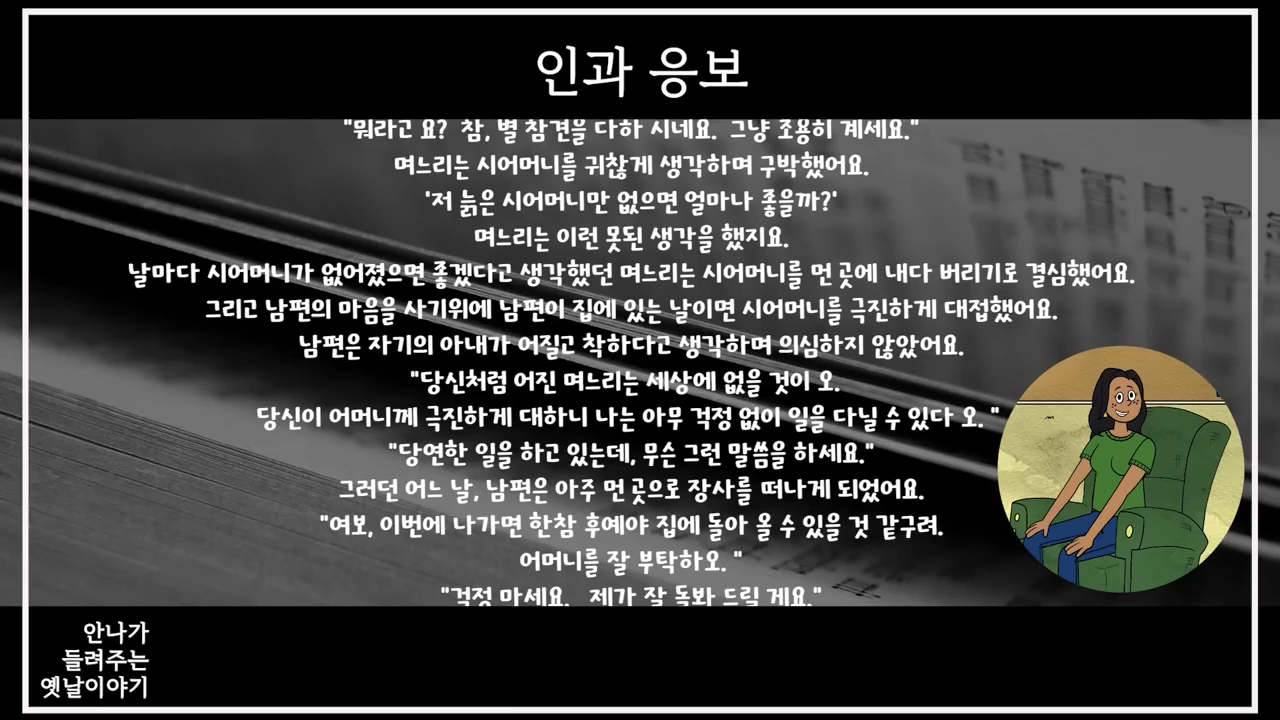 인과 응보
"뭐라고 요? 참, 별 참견을 다하 시네요. 그냥 조용히 계세요."
며느리는 시어머니를 귀찮게 생각하며 구박했어요.
'저 늙은 시어머니만 없으면 얼마나 좋을까?'
며느리는 이런 못된 생각을 했지요.
날마다 시어머니가 없어졌으면 좋겠다고 생각했던 며느리는 시어머니를 먼 곳에 내다 버리기로 결심했어요.
그리고 남편의 마음을 사기위에 남편이 집에 있는 날이면 시어머니를 극진하게 대접했어요.
남편은 자기의 아내가 어질고 착하다고 생각하며 의심하지 않았어요.
"당신처럼 어진 며느리는 세상에 없을 것이 오.
당신이 어머니께 극진하게 대하니 나는 아무 걱정 없이 일을 다닐 수 있다 오. "
"당연한 일을 하고 있는데, 무슨 그런 말씀을 하세요."
그러던 어느 날, 남편은 아주 먼 곳으로 장사를 떠나게 되었어요.
"여보, 이번에 나가면 한참 후예야 집에 돌아 올 수 있을 것 같구려.
어머니를 잘 부탁하오. "
"걱정 마세요. 제가 잘 돌봐 드릴 게요."
안나가
들려주는
옛날이야기